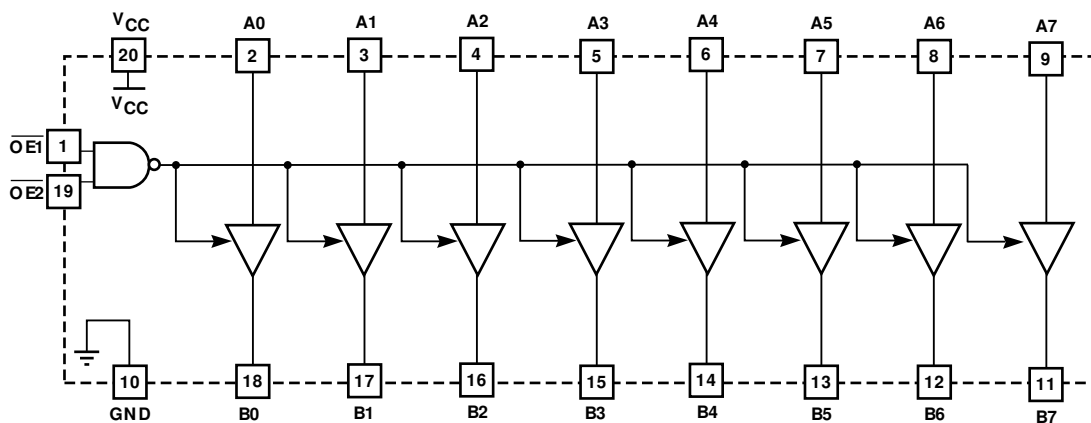 VCC A0 A1 A2 A3 A4 A5 A6 A7
20 2 3 4 5 6 7 8 9
VCC
OE1 1
OE2 19
10 18 17 16 15 14 13 12 11
GND B0 B1 B2 B3 B4 B5 B6 B7